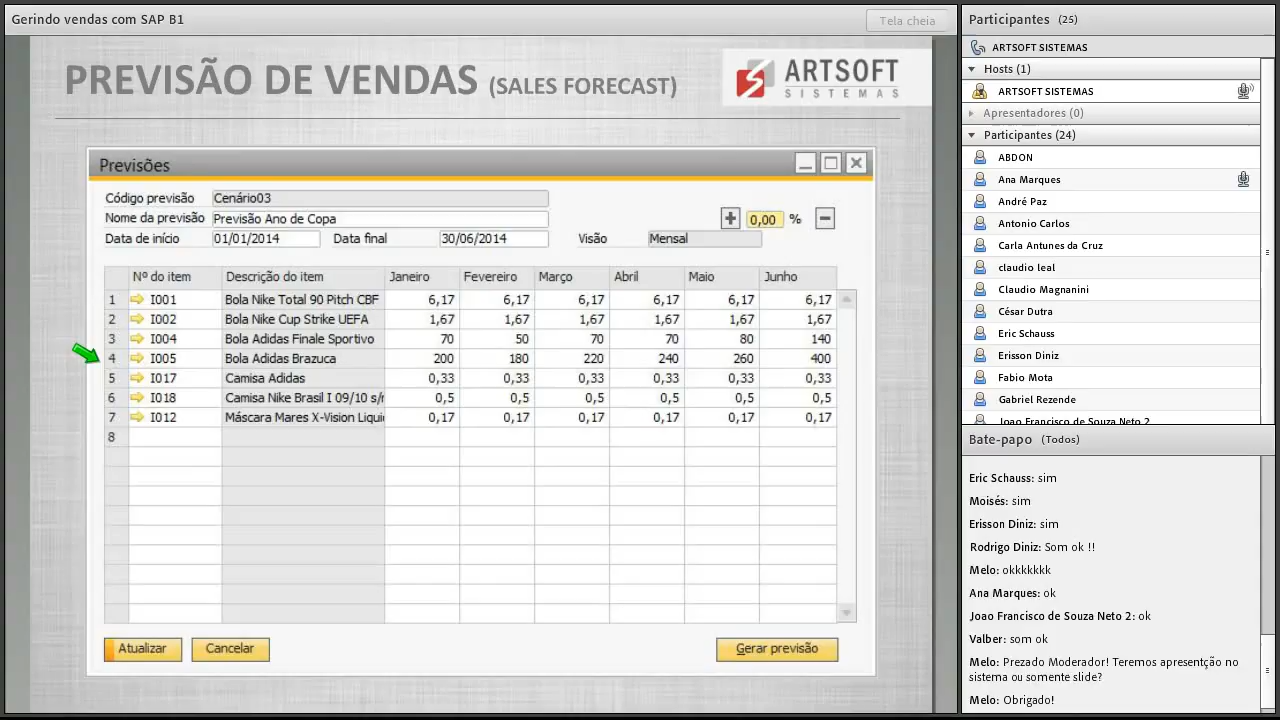 Gerindo vendas com SAP B1
Tela cheia
PREVISÃO DE VENDAS (SALES FORECAST)
ARTSOFT
SISTEMAS
Previsões
Código previsão Cenário03
Nome da previsão Previsão Ano de Copa
0,00 %
Data de início 01/01/2014 Data final 30/06/2014 Visão Mensal
Nº do item Descrição do item Janeiro Fevereiro Março Abril Maio Junho
1 I001 Bola Nike Total 90 Pitch CBF 6,17 6,17 6,17 6,17 6,17 6,17
2 I002 Bola Nike Cup Strike UEFA 1,67 1,67 1,67 1,67 1,67 1,67
3 I004 Bola Adidas Finale Sportivo 70 50 70 70 80 140
4 I005 Bola Adidas Brazuca 200 180 220 240 260 400
5 I017 Camisa Adidas 0,33 0,33 0,33 0,33 0,33 0,33
6 I018 Camisa Nike Brasil I 09/10 s/r 0,5 0,5 0,5 0,5 0,5 0,5
7 I012 Máscara Mares X-Vision Liqui 0,17 0,17 0,17 0,17 0,17 0,17
8
Atualizar Cancelar Gerar previsão
Participantes (25)
ARTSOFT SISTEMAS
Hosts (1)
ARTSOFT SISTEMAS
Apresentadores (0)
Participantes (24)
ABDON
Ana Marques
André Paz
Antonio Carlos
Carla Antunes da Cruz
claudio leal
Claudio Magnanini
César Dutra
Eric Schauss
Erisson Diniz
Fabio Mota
Gabriel Rezende
Joao Francisco de Souza Neto 2
Bate-papo (Todos)
Eric Schauss: sim
Moisés: sim
Erisson Diniz: sim
Rodrigo Diniz: Som ok !!
Melo: okkkkkkk
Ana Marques: ok
Joao Francisco de Souza Neto 2: ok
Valber: som ok
Melo: Prezado Moderador! Teremos apresentção no
sistema ou somente slide?
Melo: Obrigado!